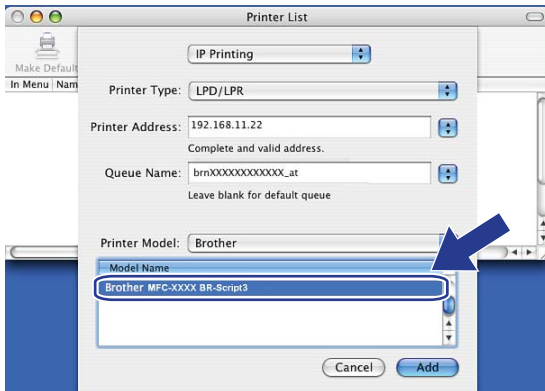 Printer List
IP Printing
Make Default
In Menu Nam
Printer Type: LPD/LPR
Printer Address: 192.168.11.22
Complete and valid address.
Queue Name: brnXXXXXXXXXXXX_at
Leave blank for default queue
Printer Model: Brother
Model Name
Brother MFC-XXXX BR-Script3
Cancel Add